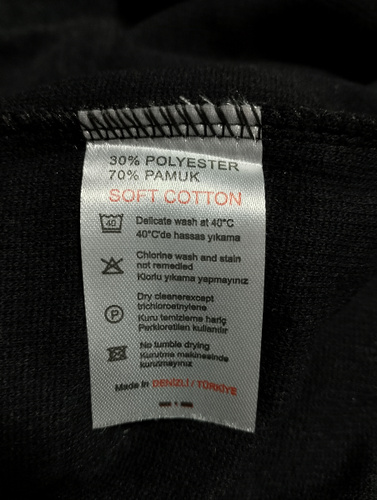 30% POLYESTER
70% PAMUK
SOFT COTTON
40
Delicate wash at 40°C
40°C'de hassas yıkama
Chlorine wash and stain
not remedied
Klorlu yıkama yapmayınız
P
Dry cleanerexcept
trichloroetnylene
Kuru temizleme hariç
Perkloretilen kullanılır
No tumble drying
Kurutma makinesinde
kurutmayınız
Made in DENİZLİ / TÜRKİYE